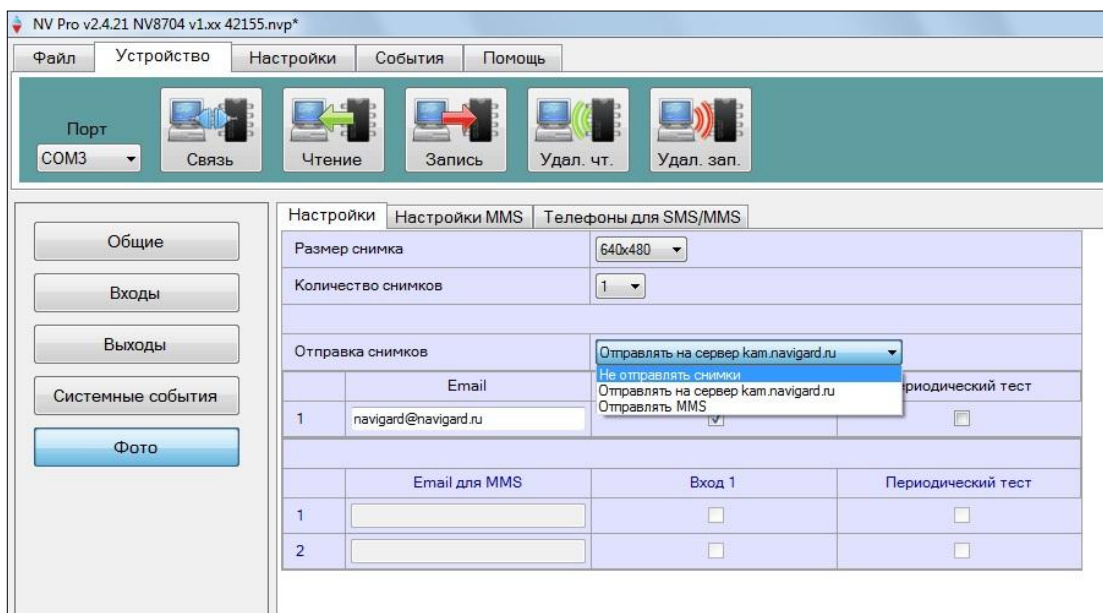 NV Pro v2.4.21 NV8704 v1.xx 42155.nvp*
Файл Устройство Настройки События Помощь
Порт
COM3 Связь Чтение Запись Удал. чт. Удал. зап.
Настройки Настройки MMS Телефоны для SMS/MMS
Общие
Размер снимка 640x480
Входы
Количество снимков 1
Выходы
Отправка снимков Отправлять на сервер kam.navigard.ru
Не отправлять снимки
Отправлять на сервер kam.navigard.ru
Отправлять MMS
Системные события
Email ериодический тест
1 navigard@navigard.ru
Фото
Email для MMS Вход 1 Периодический тест
1
2